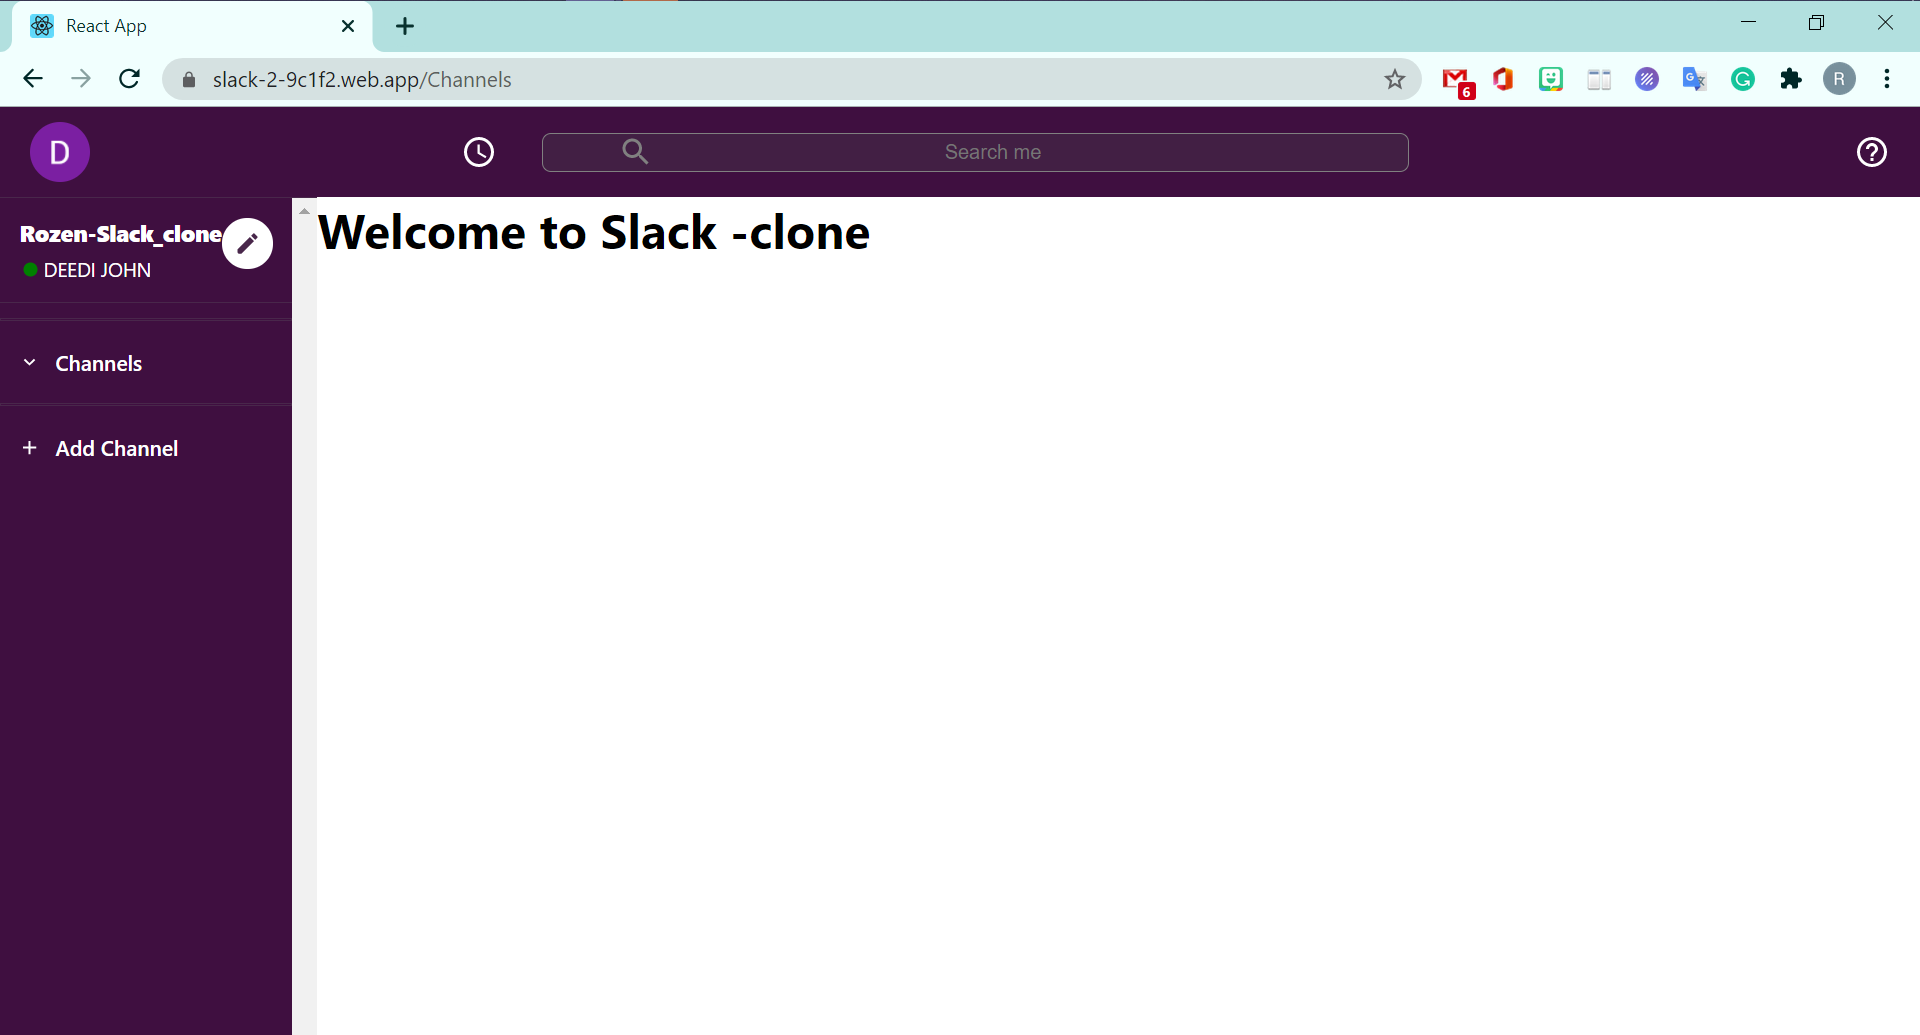 React App
slack-2-9c1f2.web.app/Channels
6
R
D
Search me
Rozen-Slack_clone
DEEDI JOHN
Channels
Add Channel
Welcome to Slack -clone